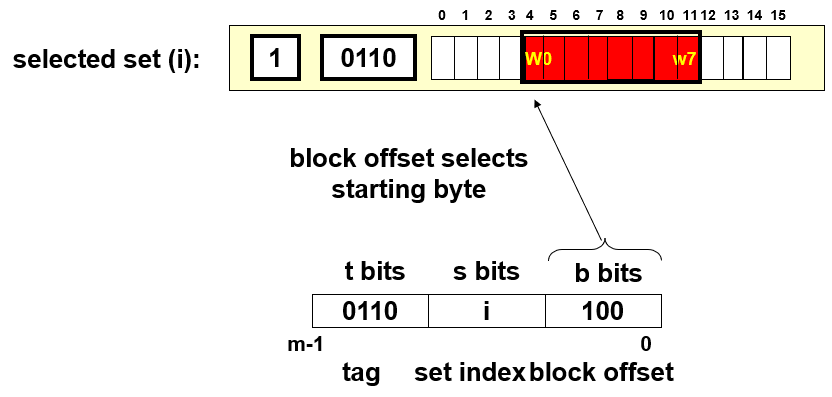 0 1 2 3 4 5 6 7 8 9 10 11 12 13 14 15
selected set (i): 1 0110 W0 w7
block offset selects
starting byte
t bits s bits b bits
0110 i 100
m-1 0
tag set index block offset